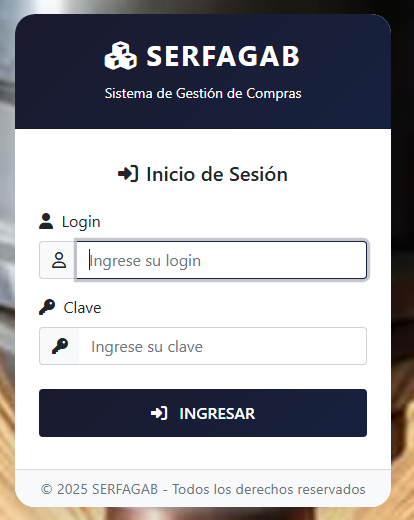 SERFAGAB
Sistema de Gestión de Compras
Inicio de Sesión
Login
Ingrese su login
Clave
Ingrese su clave
INGRESAR
© 2025 SERFAGAB - Todos los derechos reservados